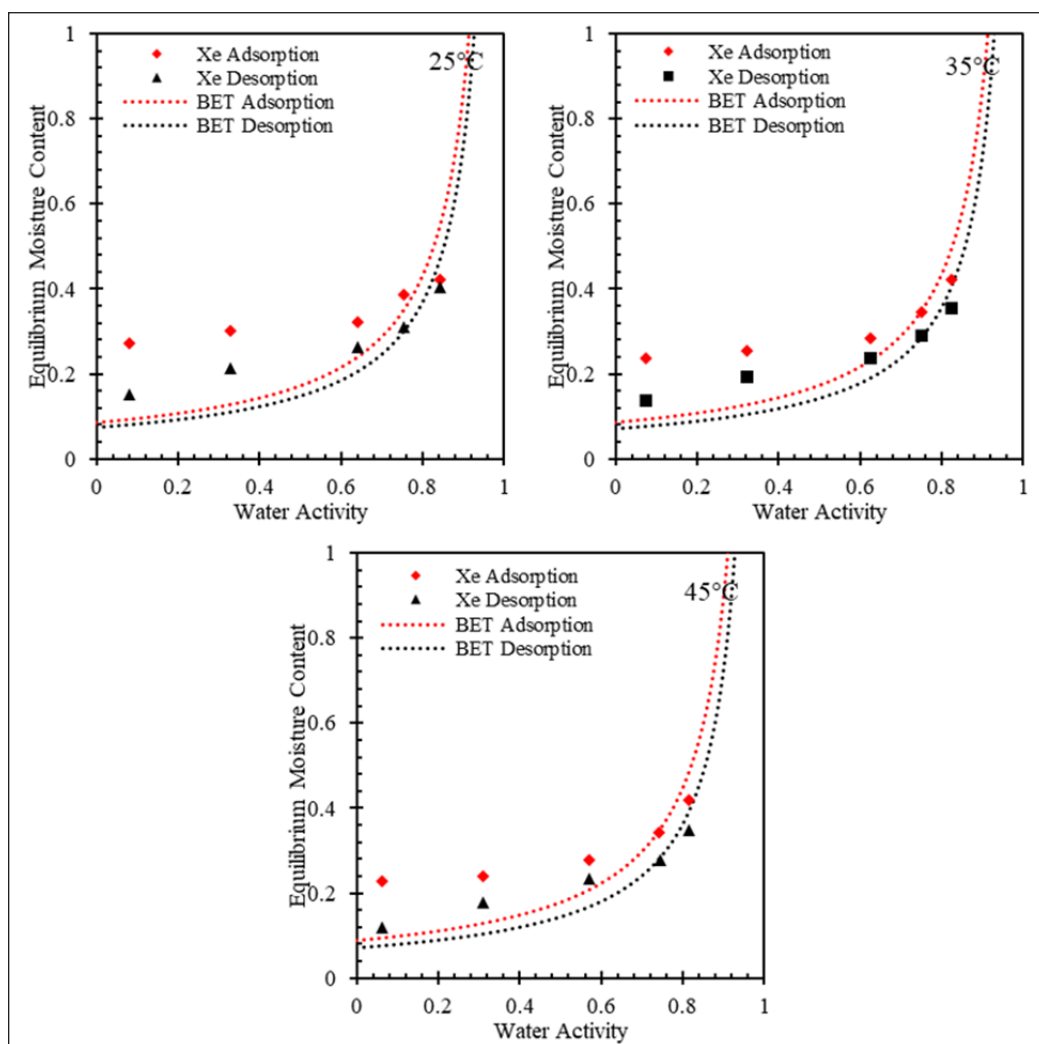 1
0.8
0.6
0.4
0.2
0
Equilibrium Moisture Content
Xe Adsorption
Xe Desorption
BET Adsorption
BET Desorption
25°C
0 0.2 0.4 0.6 0.8 1
Water Activity
1
0.8
0.6
0.4
0.2
0
Equilibrium Moisture Content
Xe Adsorption
Xe Desorption
BET Adsorption
BET Desorption
35°C
0 0.2 0.4 0.6 0.8 1
Water Activity
1
0.8
0.6
0.4
0.2
0
Equilibrium Moisture Content
Xe Adsorption
Xe Desorption
BET Adsorption
BET Desorption
45°C
0 0.2 0.4 0.6 0.8 1
Water Activity